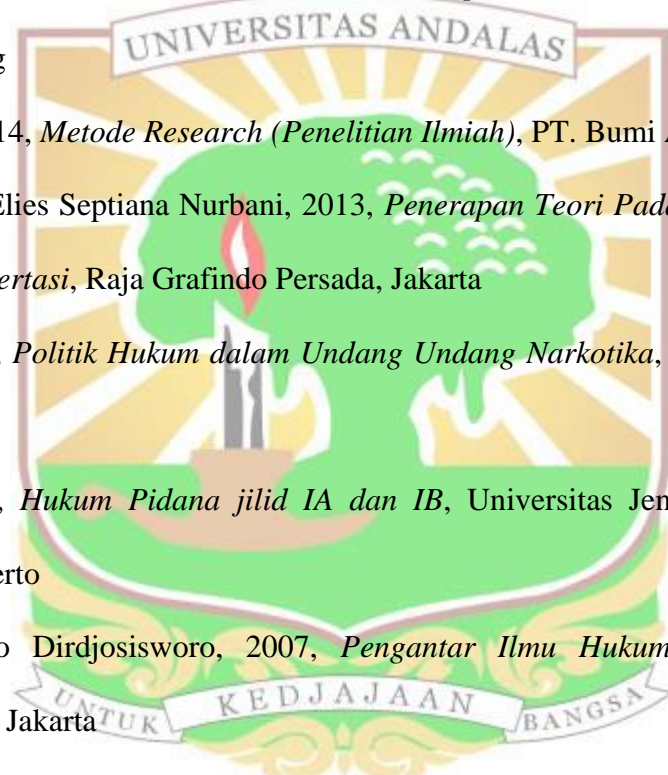 UNIVERSITAS ANDALAS
14, Metode Research (Penelitian Ilmiah), PT. Bumi
Elies Septiana Nurbani, 2013, Penerapan Teori Pada
ertasi, Raja Grafindo Persada, Jakarta
, Politik Hukum dalam Undang Undang Narkotika,
, Hukum Pidana jilid IA dan IB, Universitas Jen
erto
o Dirdjosisworo, 2007, Pengantar Ilmu Hukum
Jakarta
UNTUK KEDJAJAAN BANGSA